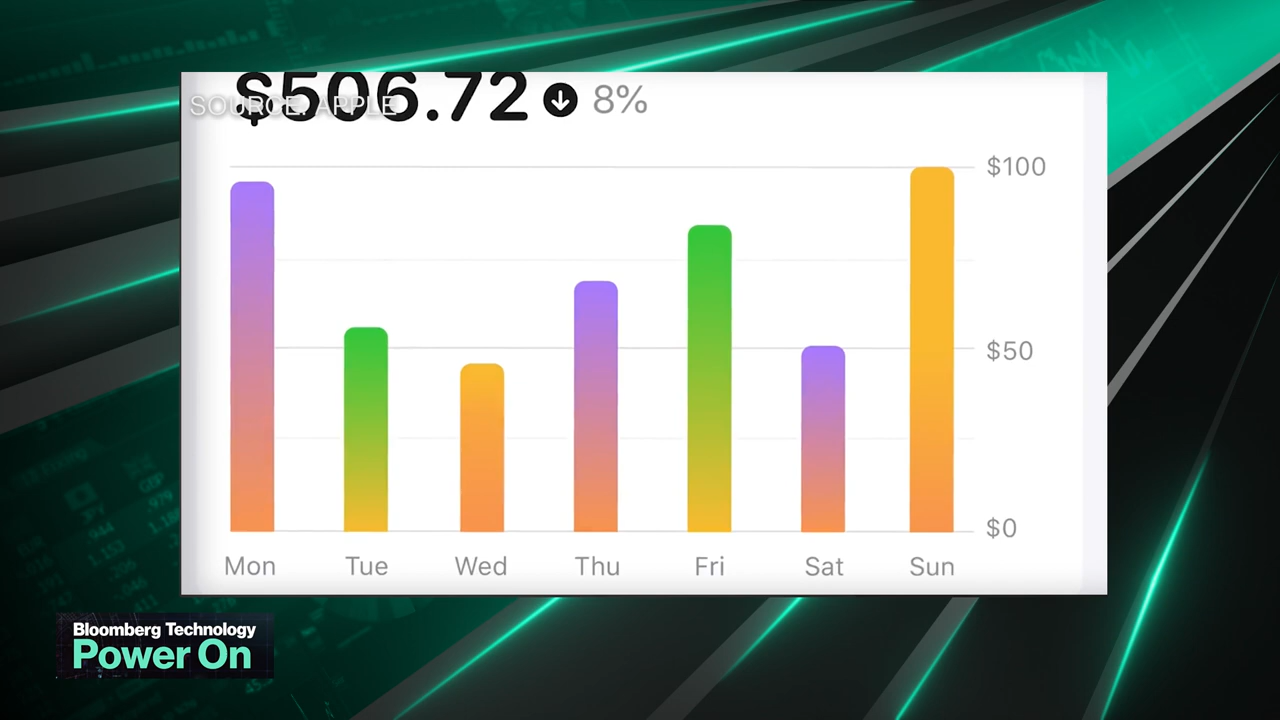 $506.72 8%
SOURCE: APPLE
$100
$50
$0
Mon Tue Wed Thu Fri Sat Sun
Bloomberg Technology
Power On